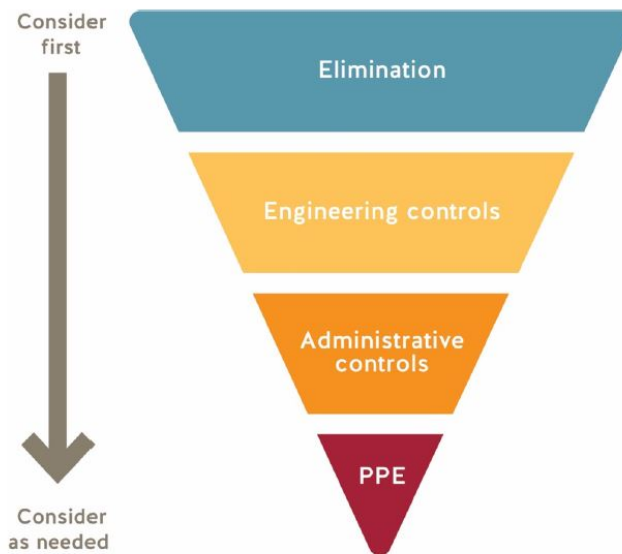 Consider
first
Elimination
Engineering controls
Administrative
controls
PPE
Consider
as needed